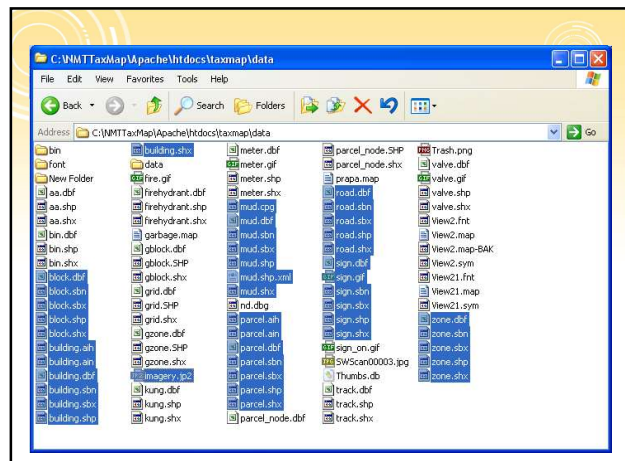 C:\NMTTaxMap\Apache\htdocs\taxmap\data
File Edit View Favorites Tools Help
Back Search Folders
Address C:\NMTTaxMap\Apache\htdocs\taxmap\data Go
bin
font
New Folder
aa.dbf
aa.shp
aa.shx
bin.dbf
bin.shp
bin.shx
block.dbf
block.sbn
block.sbx
block.shp
block.shx
building.aih
building.ain
building.dbf
building.sbn
building.sbx
building.shp
building.shx
data
fire.gif
firehydrant.dbf
firehydrant.shp
firehydrant.shx
garbage.map
gblock.dbf
gblock.SHP
gblock.shx
grid.dbf
grid.SHP
grid.shx
gzone.dbf
gzone.SHP
gzone.shx
imagery.jp2
kung.dbf
kung.shp
kung.shx
meter.dbf
meter.gif
meter.shp
meter.shx
mud.cpg
mud.dbf
mud.sbn
mud.sbx
mud.shp
mud.shp.xml
mud.shx
nd.dbg
parcel.aih
parcel.ain
parcel.dbf
parcel.sbn
parcel.sbx
parcel.shp
parcel.shx
parcel_node.dbf
parcel_node.SHP
parcel_node.shx
prapa.map
road.dbf
road.sbn
road.sbx
road.shp
road.shx
sign.dbf
sign.gif
sign.sbn
sign.sbx
sign.shp
sign.shx
sign_on.gif
SWScan00003.jpg
Thumbs.db
track.dbf
track.shp
track.shx
Trash.png
valve.dbf
valve.gif
valve.shp
valve.shx
View2.fnt
View2.map
View2.map-BAK
View2.sym
View21.fnt
View21.map
View21.sym
zone.dbf
zone.sbn
zone.sbx
zone.shp
zone.shx